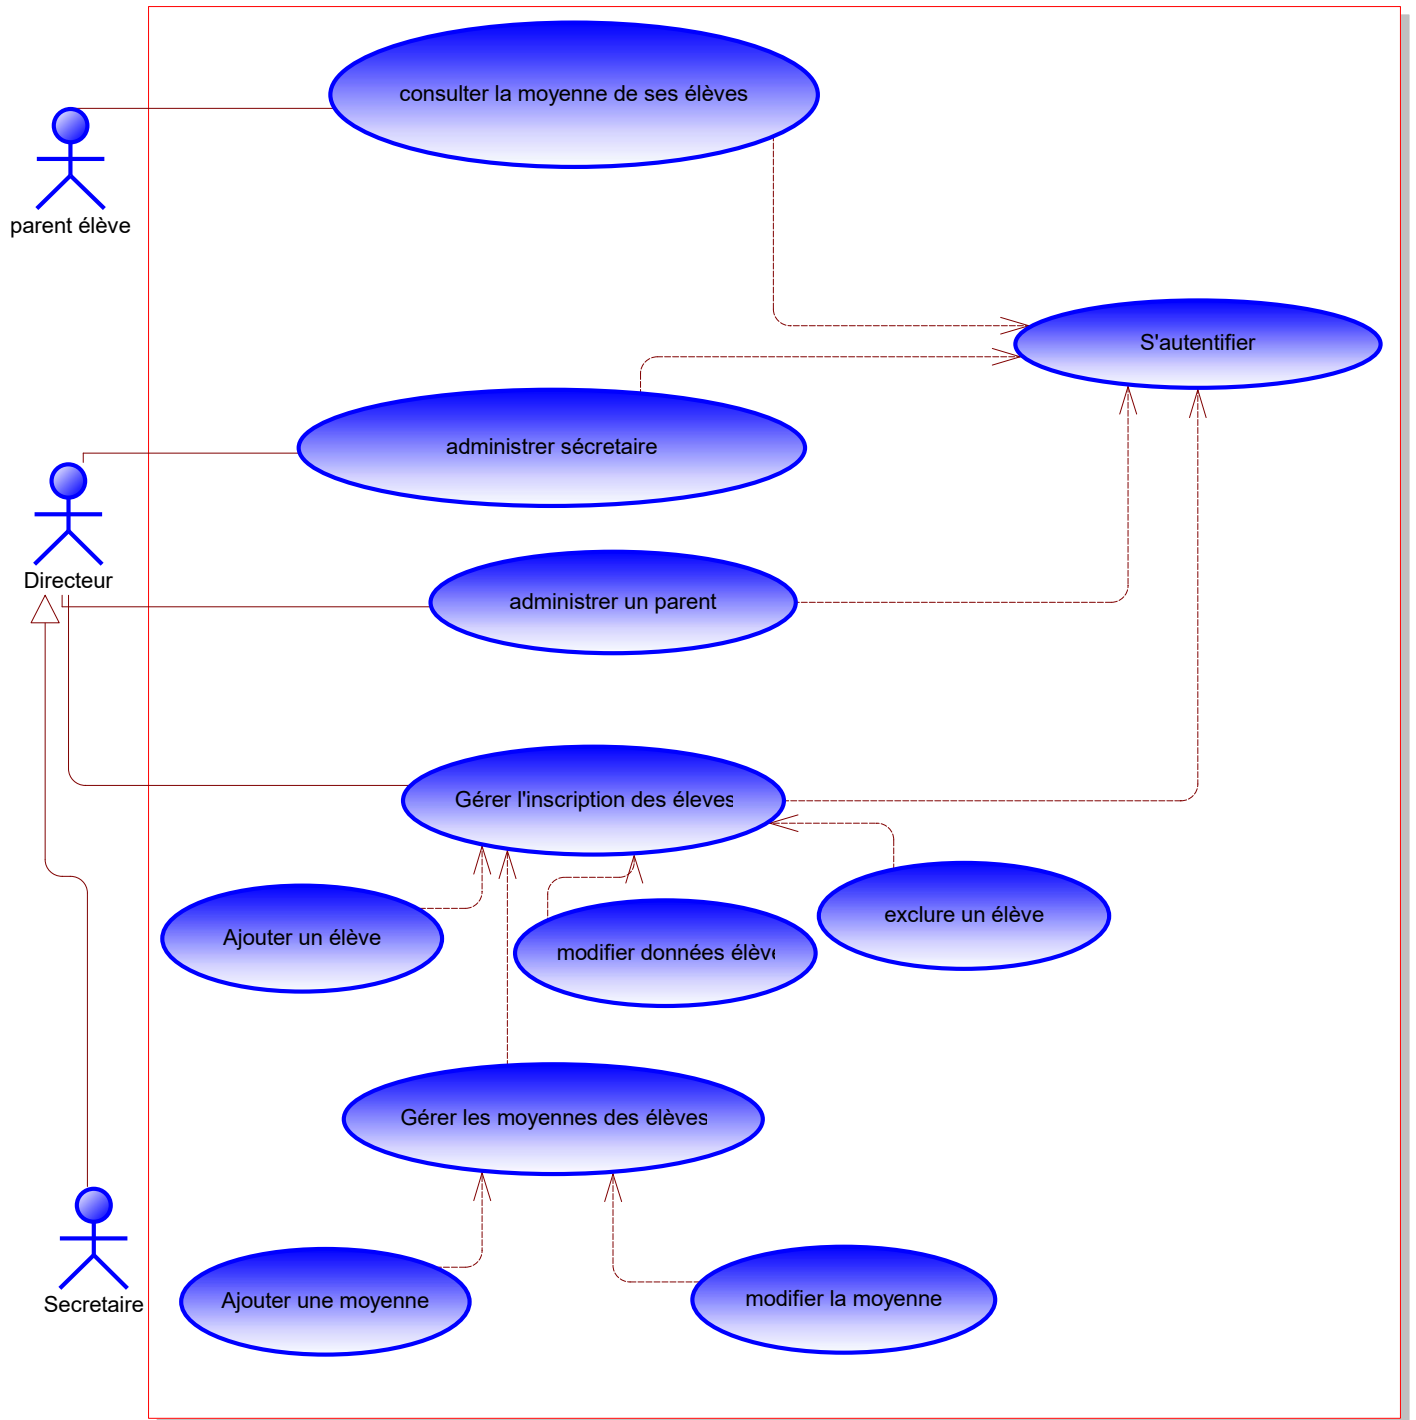 consulter la moyenne de ses élèves
parent élève
S'autentifier
administrer sécretaire
Directeur
administrer un parent
Gérer l'inscription des éleves
Ajouter un élève
modifier données élève
exclure un élève
Gérer les moyennes des élèves
Secretaire
Ajouter une moyenne
modifier la moyenne